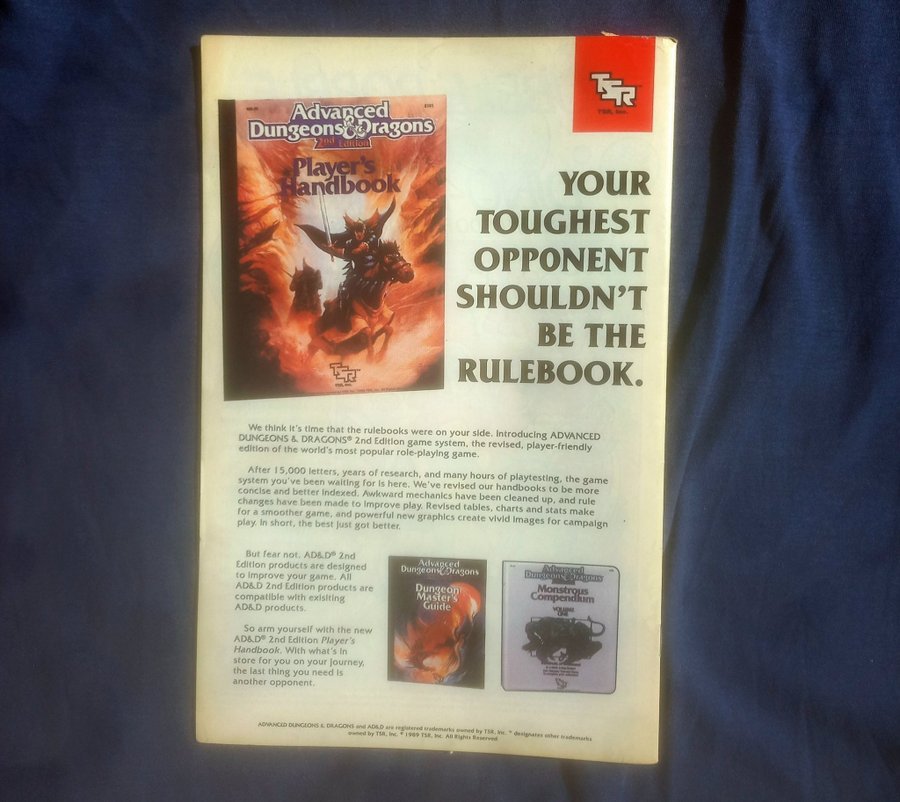 TSR
TSR, Inc.
Advanced
Dungeons & Dragons
2nd Edition
Player's
Handbook
TSR
TSR, Inc.
YOUR
TOUGHEST
OPPONENT
SHOULDN'T
BE THE
RULEBOOK.
We think it's time that the rulebooks were on your side. Introducing ADVANCED
DUNGEONS & DRAGONS® 2nd Edition game system, the revised, player-friendly
edition of the world's most popular role-playing game.
After 15,000 letters, years of research, and many hours of playtesting, the game
system you've been waiting for is here. We've revised our handbooks to be more
concise and better indexed. Awkward mechanics have been cleaned up, and rule
changes have been made to improve play. Revised tables, charts and stats make
for a smoother game, and powerful new graphics create vivid images for campaign
play. In short, the best just got better.
But fear not. AD&D® 2nd
Edition products are designed
to improve your game. All
AD&D 2nd Edition products are
compatible with exisiting
AD&D products.
So arm yourself with the new
AD&D® 2nd Edition Player's
Handbook. With what's in
store for you on your journey,
the last thing you need is
another opponent.
Advanced
Dungeons & Dragons
Dungeon
Master's
Guide
Advanced
Dungeons & Dragons
Monstrous
Compendium
VOLUME
ONE
ADVANCED DUNGEONS & DRAGONS and AD&D are registered trademarks owned by TSR, Inc. ™ designates other trademarks
owned by TSR, Inc. © 1989 TSR, Inc. All Rights Reserved